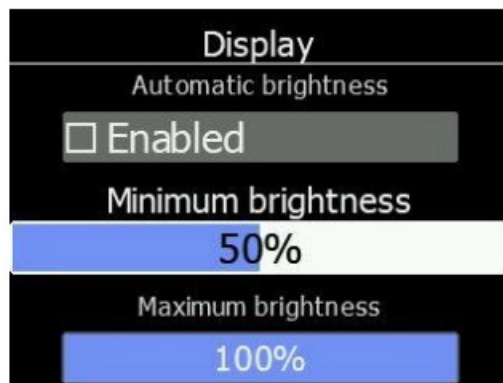 Display
Automatic brightness
Enabled
Minimum brightness
50%
Maximum brightness
100%